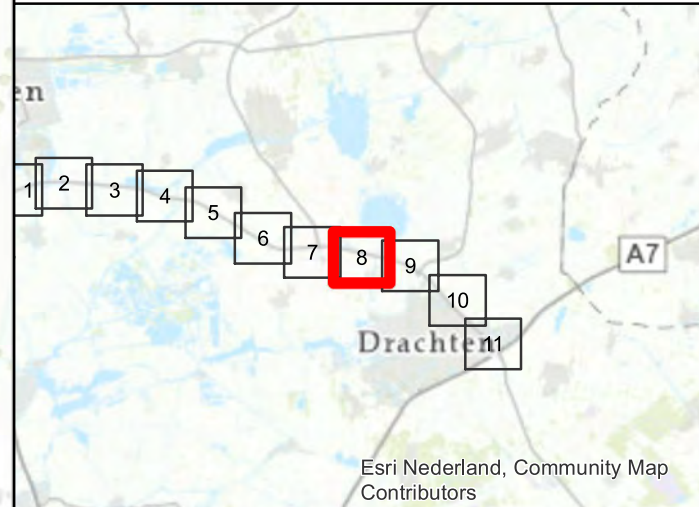 en
1 2 3 4 5 6 7 8 9 10 11
A7
Drachten
Esri Nederland, Community Map
Contributors